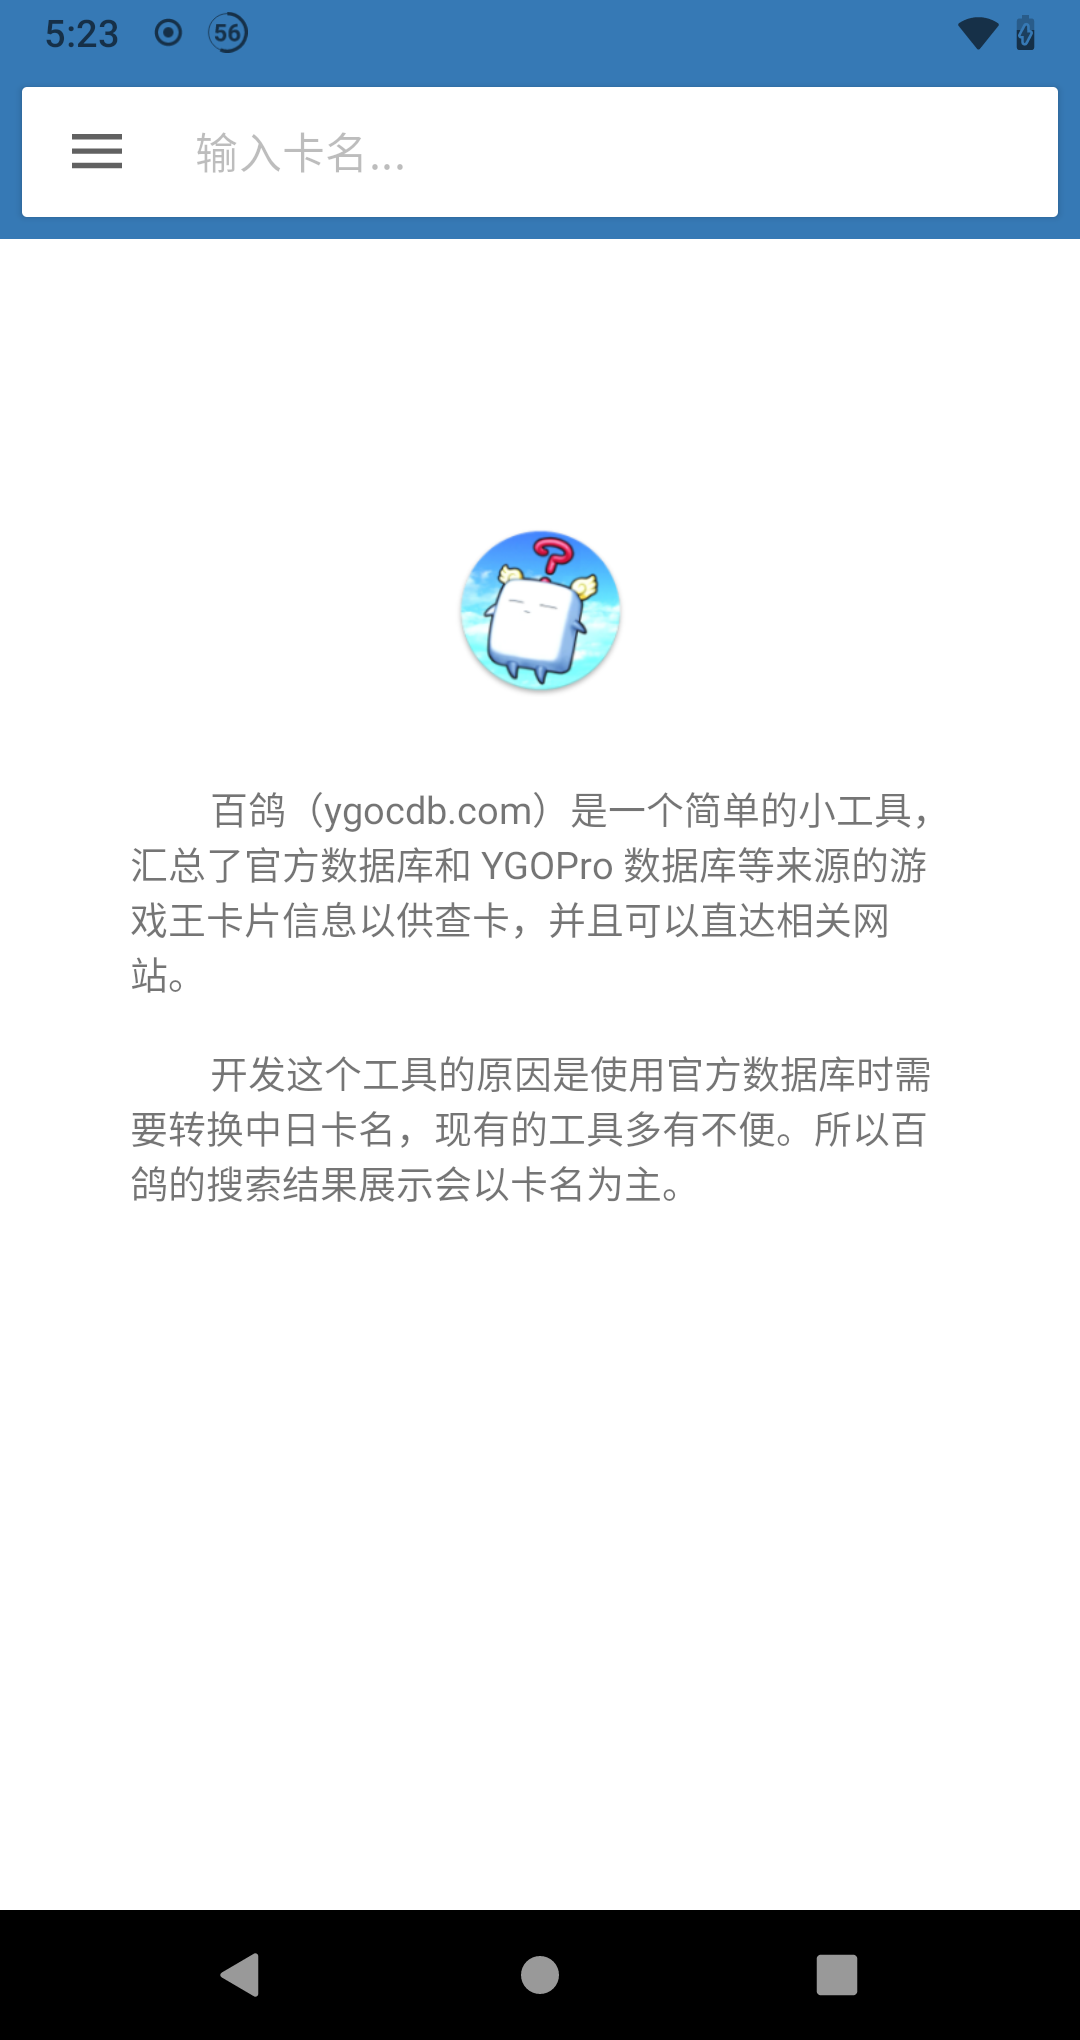 5:23
56
输入卡名...
百鸽（ygocdb.com）是一个简单的小工具，
汇总了官方数据库和 YGOPro 数据库等来源的游
戏王卡片信息以供查卡，并且可以直达相关网
站。
开发这个工具的原因是使用官方数据库时需
要转换中日卡名，现有的工具多有不便。所以百
鸽的搜索结果展示会以卡名为主。